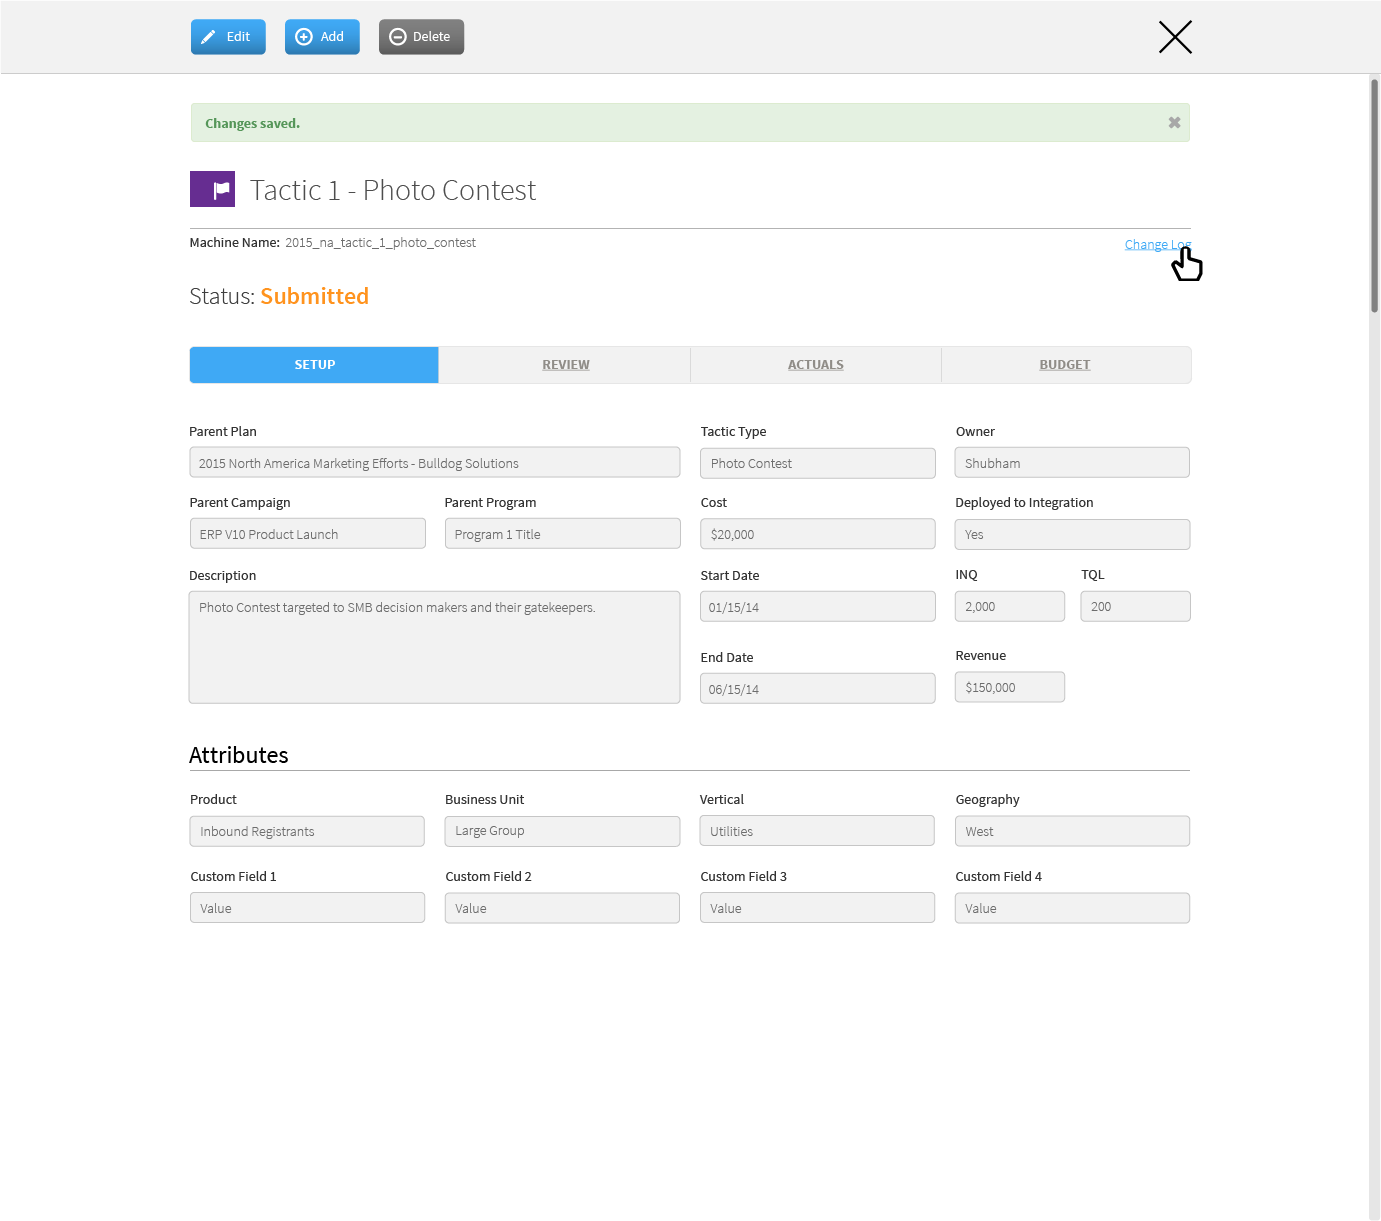 Edit Add Delete
Changes saved.
Tactic 1 - Photo Contest
Machine Name: 2015_na_tactic_1_photo_contest Change Log
Status: Submitted
SETUP REVIEW ACTUALS BUDGET
Parent Plan Tactic Type Owner
2015 North America Marketing Efforts - Bulldog Solutions Photo Contest Shubham
Parent Campaign Parent Program Cost Deployed to Integration
ERP V10 Product Launch Program 1 Title $20,000 Yes
Description Start Date INQ TQL
Photo Contest targeted to SMB decision makers and their gatekeepers. 01/15/14 2,000 200
End Date Revenue
06/15/14 $150,000
Attributes
Product Business Unit Vertical Geography
Inbound Registrants Large Group Utilities West
Custom Field 1 Custom Field 2 Custom Field 3 Custom Field 4
Value Value Value Value